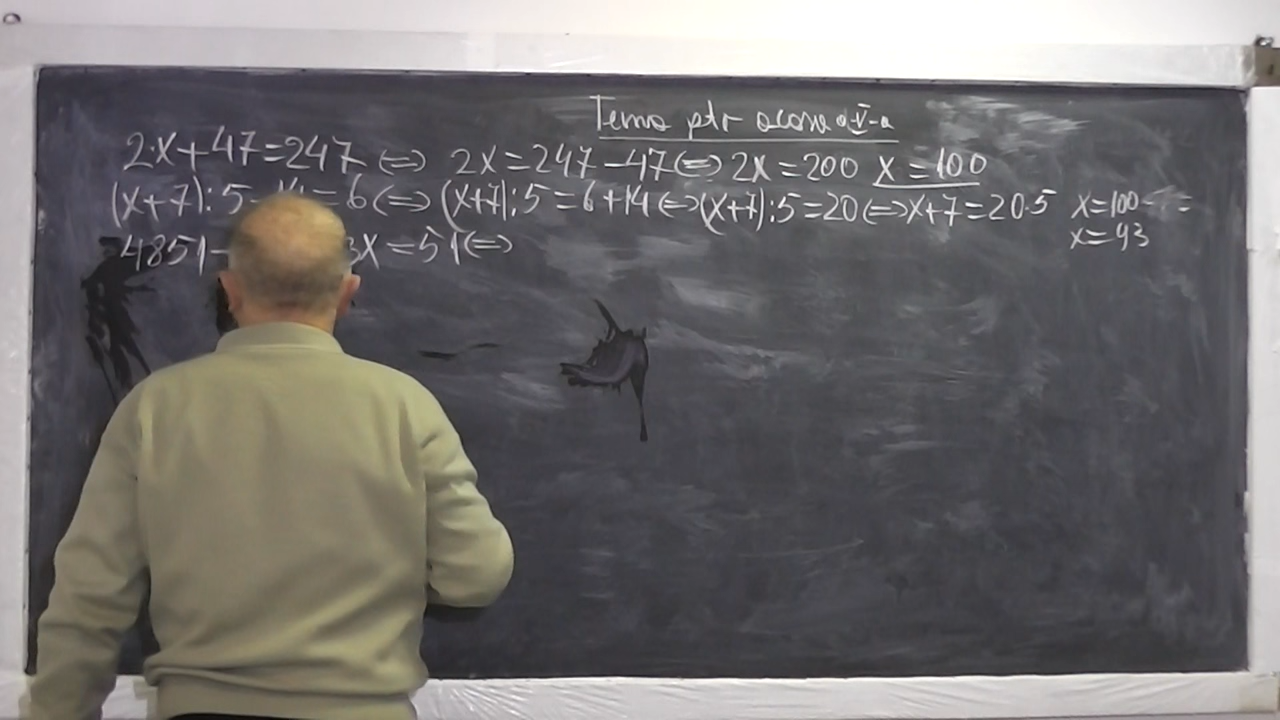 Tema ptr acasa a V-a
2·x+47=247 <=> 2x=247-47 <=> 2x=200 x=100
(x+7):5-14=6 <=> (x+7):5=6+14 <=> (x+7):5=20 <=> x+7=20·5 x=100-7=
x=93
4851- 3x=51 <=>